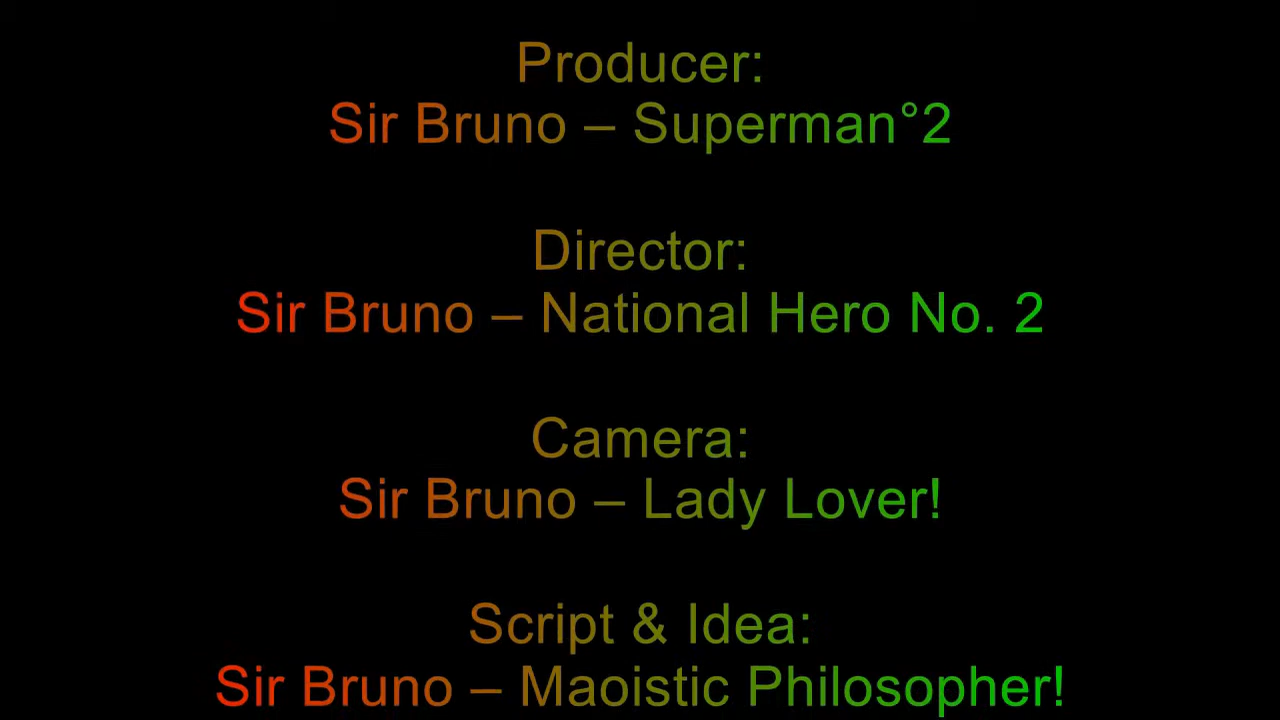 Producer:
Sir Bruno – Superman°2
Director:
Sir Bruno – National Hero No. 2
Camera:
Sir Bruno – Lady Lover!
Script & Idea:
Sir Bruno – Maoistic Philosopher!